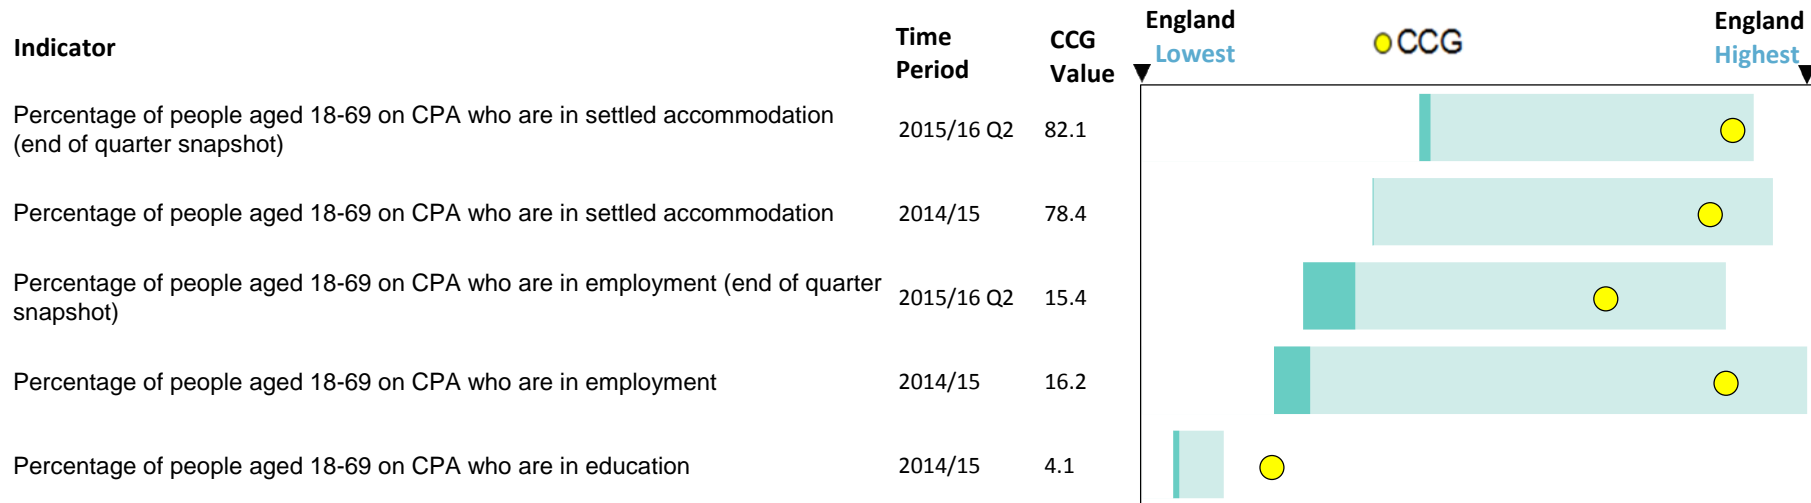 Indicator
Time Period
CCG Value
England Lowest
CCG
England Highest
Percentage of people aged 18-69 on CPA who are in settled accommodation
(end of quarter snapshot)
2015/16 Q2
82.1
Percentage of people aged 18-69 on CPA who are in settled accommodation
2014/15
78.4
Percentage of people aged 18-69 on CPA who are in employment (end of quarter
snapshot)
2015/16 Q2
15.4
Percentage of people aged 18-69 on CPA who are in employment
2014/15
16.2
Percentage of people aged 18-69 on CPA who are in education
2014/15
4.1